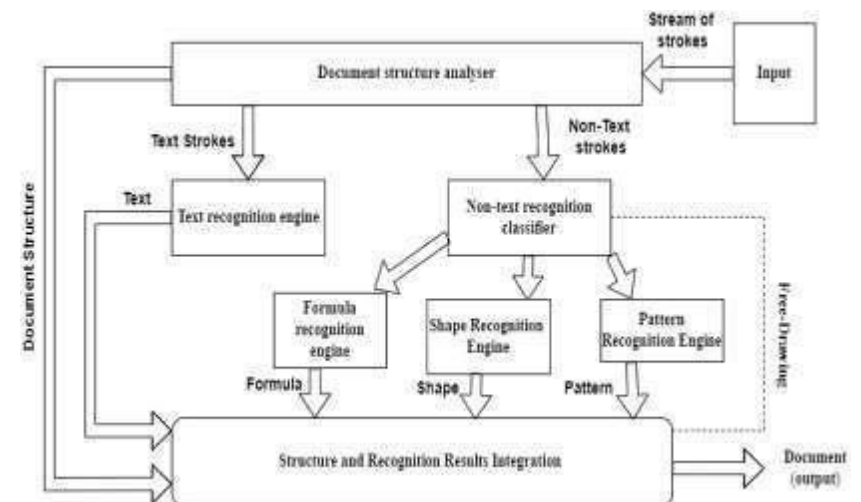 Stream of
strokes
Document structure analyser
Input
Text Strokes
Non-Text
strokes
Text
Text recognition engine
Non-text recognition
classifier
Document Structure
Free-Drawing
Formula
recognition
engine
Shape Recognition
Engine
Pattern
Recognition Engine
Formula
Shape
Pattern
Structure and Recognition Results Integration
Document
(output)